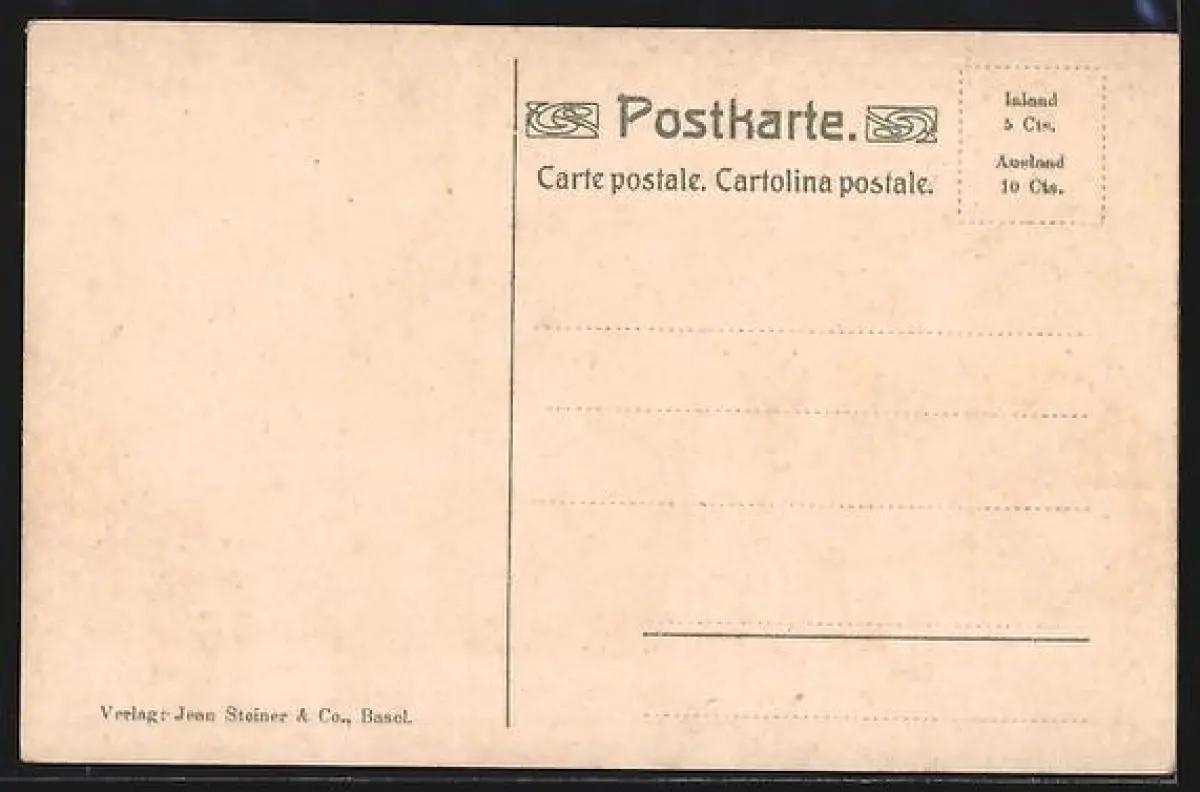 Postkarte.
Carte postale. Cartolina postale.
Inland
5 Cts.
Ausland
10 Cts.
Verlag: Jean Steiner & Co., Basel.